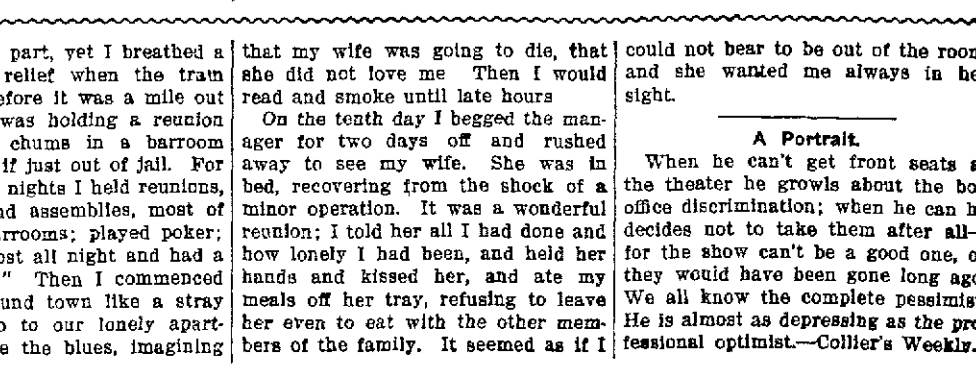 part, yet I breathed a
relief when the train
efore it was a mile out
was holding a reunion
chums in a barroom
if just out of jail. For
nights I held reunions,
nd assemblies, most of
rrooms; played poker;
ost all night and had a
" Then I commenced
und town like a stray
o to our lonely apart-
e the blues, imagining
that my wife was going to die, that
she did not love me Then I would
read and smoke until late hours
On the tenth day I begged the man-
ager for two days off and rushed
away to see my wife. She was in
bed, recovering from the shock of a
minor operation. It was a wonderful
reunion; I told her all I had done and
how lonely I had been, and held her
hands and kissed her, and ate my
meals off her tray, refusing to leave
her even to eat with the other mem-
bers of the family. It seemed as if I
could not bear to be out of the room
and she wanted me always in he
sight.
A Portrait.
When he can't get front seats a
the theater he growls about the bo
office discrimination; when he can h
decides not to take them after all—
for the show can't be a good one, o
they would have been gone long ago
We all know the complete pessimis
He is almost as depressing as the pro
fessional optimist.—Collier's Weekly.